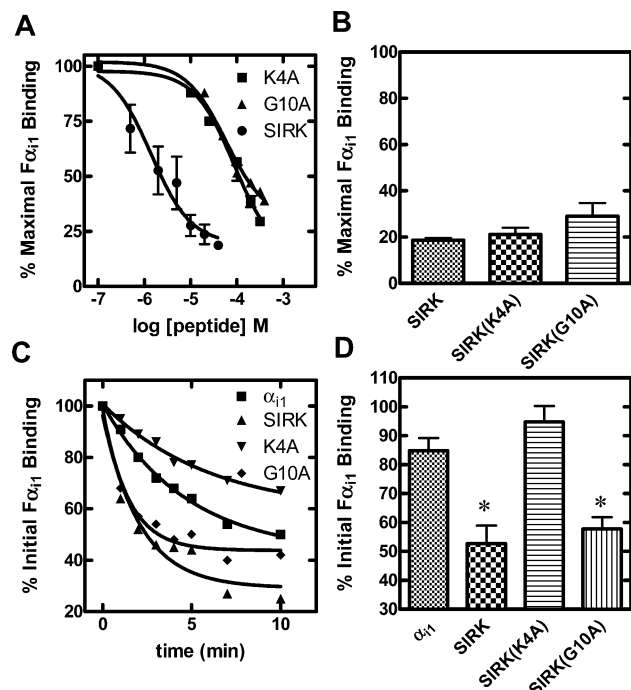 A
% Maximal Fαi1 Binding
100
75
50
25
0
K4A
G10A
SIRK
-7 -6 -5 -4 -3
log [peptide] M
B
% Maximal Fαi1 Binding
100
80
60
40
20
0
SIRK
SIRK(K4A)
SIRK(G10A)
C
% Initial Fαi1 Binding
100
80
60
40
20
αi1
SIRK
K4A
G10A
0 5 10
time (min)
D
% Initial Fαi1 Binding
110
100
90
80
70
60
50
40
30
*
*
αi1
SIRK
SIRK(K4A)
SIRK(G10A)